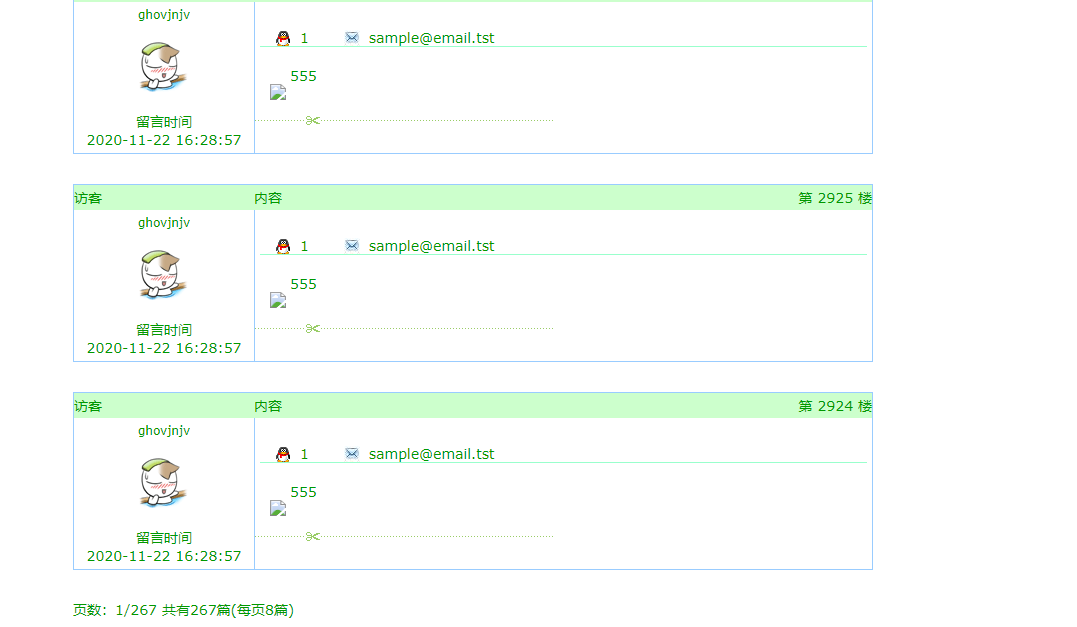 ghovjnjv
1 sample@email.tst
555
留言时间
2020-11-22 16:28:57
访客 内容 第 2925 楼
ghovjnjv
1 sample@email.tst
555
留言时间
2020-11-22 16:28:57
访客 内容 第 2924 楼
ghovjnjv
1 sample@email.tst
555
留言时间
2020-11-22 16:28:57
页数：1/267 共有267篇(每页8篇)